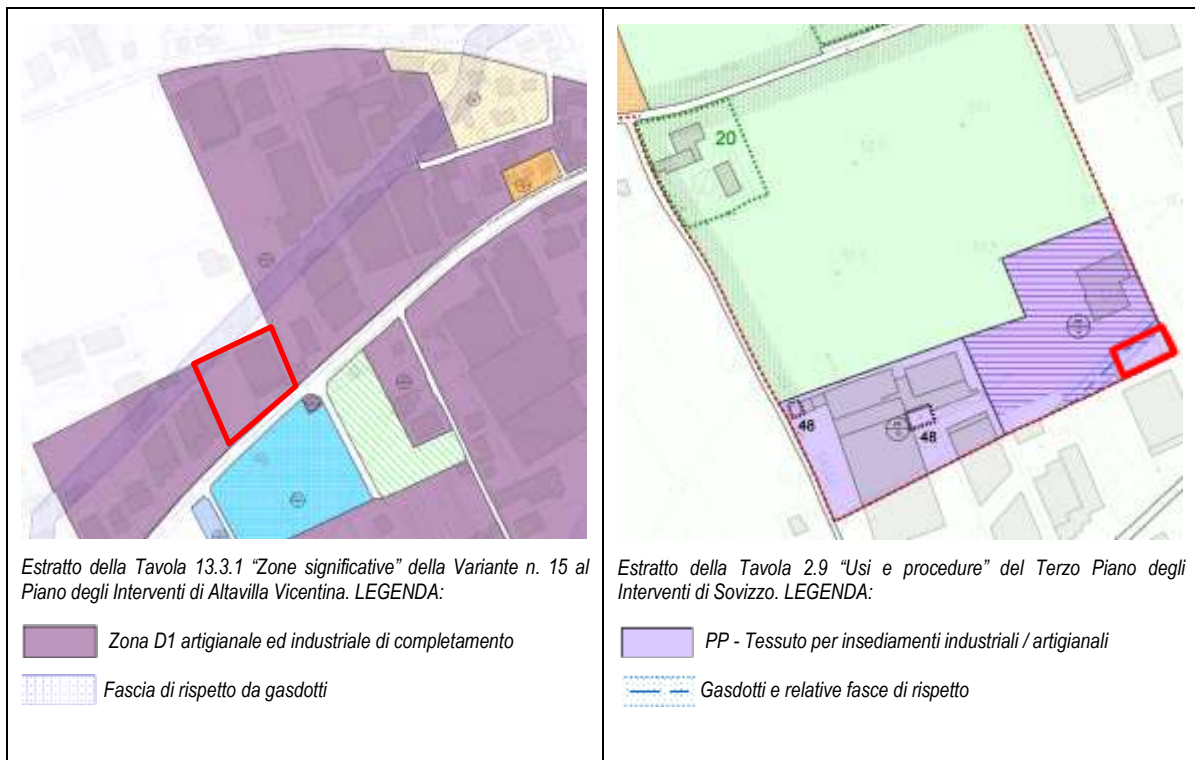 20
48
48
Estratto della Tavola 13.3.1 “Zone significative” della Variante n. 15 al
Piano degli Interventi di Altavilla Vicentina. LEGENDA:
Zona D1 artigianale ed industriale di completamento
Fascia di rispetto da gasdotti
Estratto della Tavola 2.9 “Usi e procedure” del Terzo Piano degli
Interventi di Sovizzo. LEGENDA:
PP - Tessuto per insediamenti industriali / artigianali
Gasdotti e relative fasce di rispetto